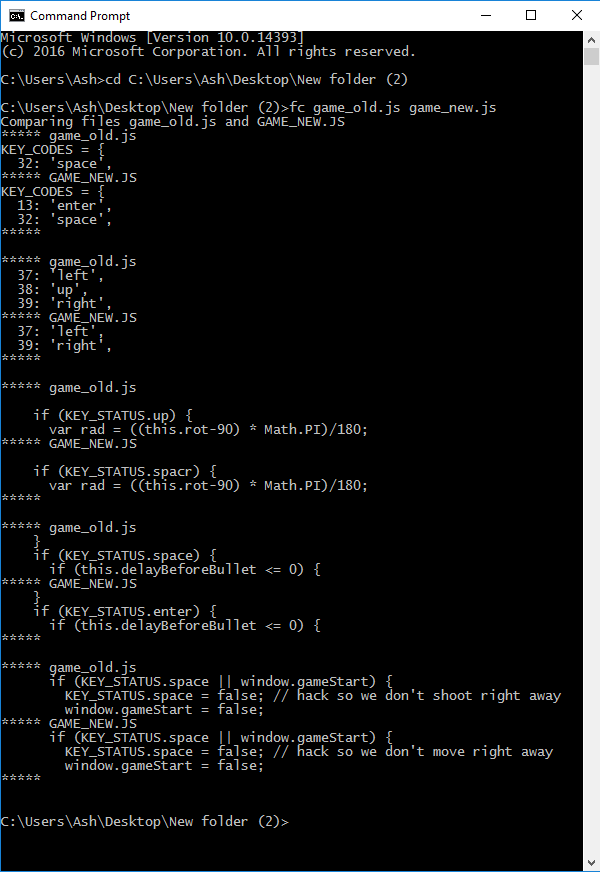 Command Prompt
Microsoft Windows [Version 10.0.14393]
(c) 2016 Microsoft Corporation. All rights reserved.
C:\Users\Ash>cd C:\Users\Ash\Desktop\New folder (2)
C:\Users\Ash\Desktop\New folder (2)>fc game_old.js game_new.js
Comparing files game_old.js and GAME_NEW.JS
***** game_old.js
KEY_CODES = {
  32: 'space',
***** GAME_NEW.JS
KEY_CODES = {
  13: 'enter',
  32: 'space',
*****
***** game_old.js
  37: 'left',
  38: 'up',
  39: 'right',
***** GAME_NEW.JS
  37: 'left',
  39: 'right',
*****
***** game_old.js
    if (KEY_STATUS.up) {
      var rad = ((this.rot-90) * Math.PI)/180;
***** GAME_NEW.JS
    if (KEY_STATUS.spacr) {
      var rad = ((this.rot-90) * Math.PI)/180;
*****
***** game_old.js
    }
    if (KEY_STATUS.space) {
      if (this.delayBeforeBullet <= 0) {
***** GAME_NEW.JS
    }
    if (KEY_STATUS.enter) {
      if (this.delayBeforeBullet <= 0) {
*****
***** game_old.js
      if (KEY_STATUS.space || window.gameStart) {
        KEY_STATUS.space = false; // hack so we don't shoot right away
        window.gameStart = false;
***** GAME_NEW.JS
      if (KEY_STATUS.space || window.gameStart) {
        KEY_STATUS.space = false; // hack so we don't move right away
        window.gameStart = false;
*****
C:\Users\Ash\Desktop\New folder (2)>